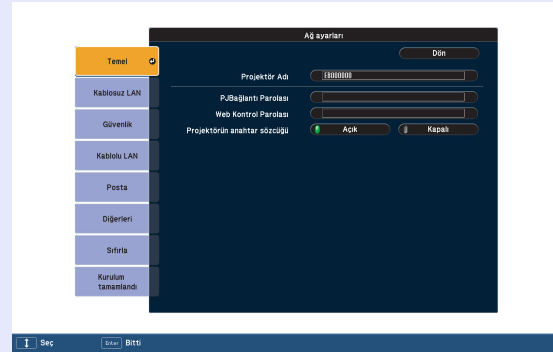 Ağ ayarları
Temel
Dön
Projektör Adı
EB000000
Kablosuz LAN
PJBağlantı Parolası
Web Kontrol Parolası
Güvenlik
Projektörün anahtar sözcüğü
Açık
Kapalı
Kablolu LAN
Posta
Diğerleri
Sıfırla
Kurulum
tamamlandı
Seç
Enter Bitti